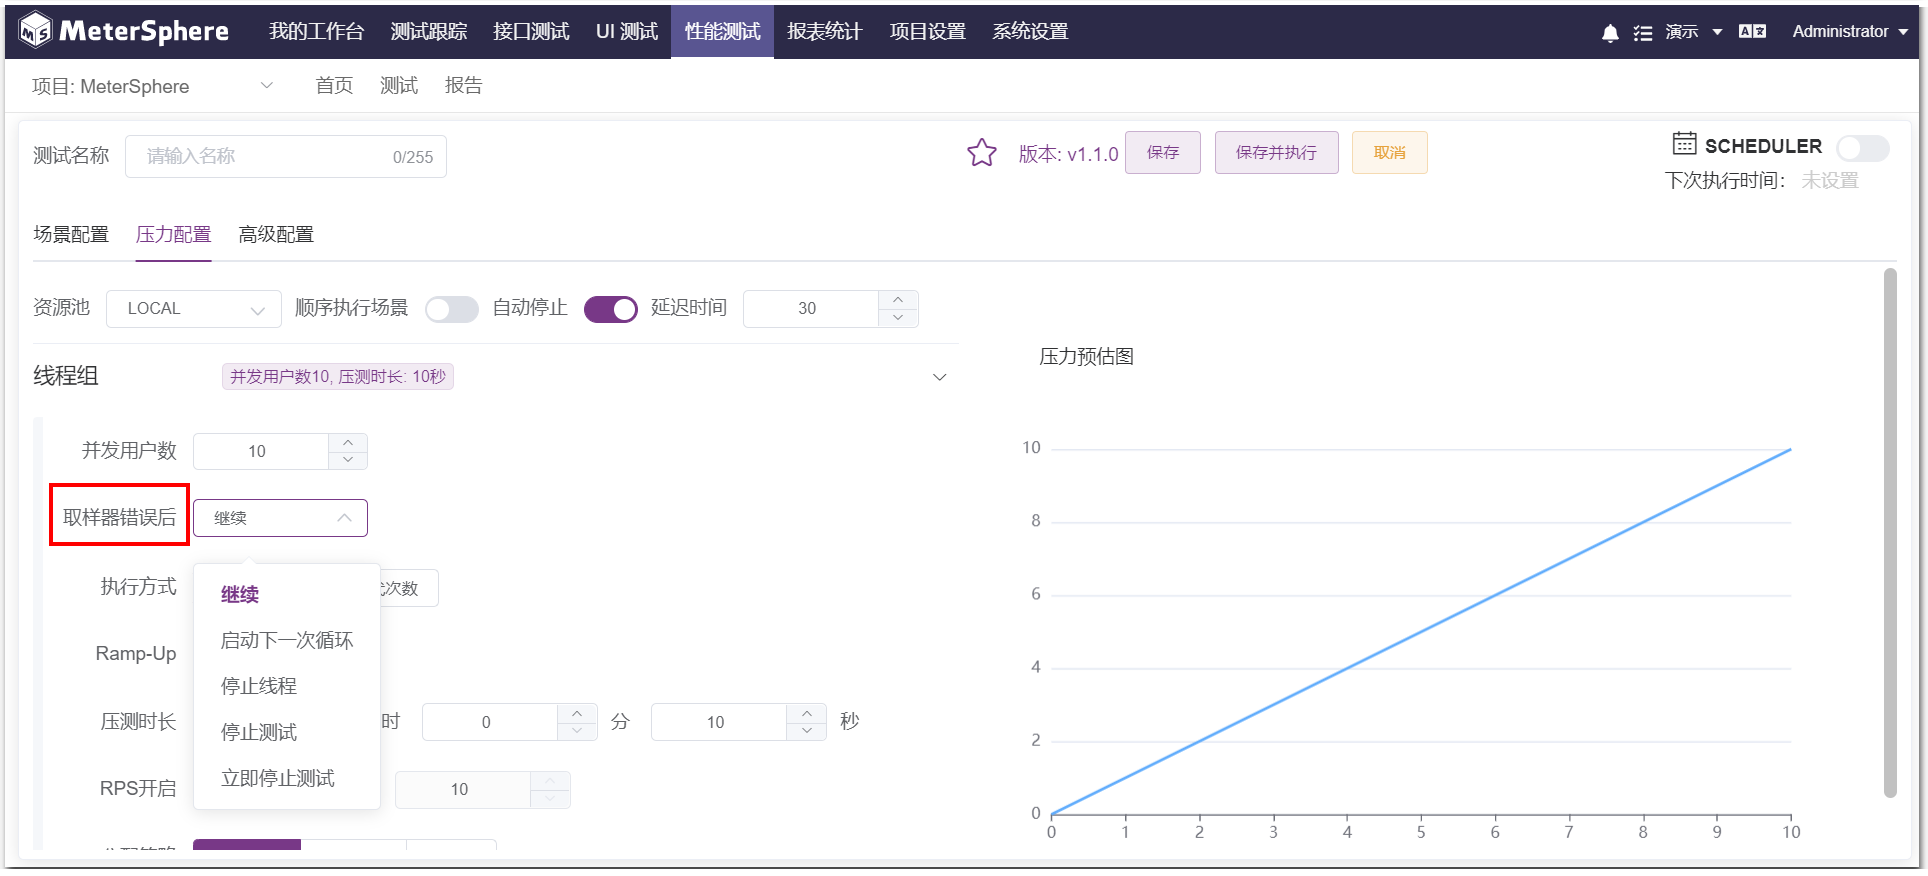 MeterSphere 我的工作台 测试跟踪 接口测试 UI 测试 性能测试 报表统计 项目设置 系统设置 演示 Administrator
项目: MeterSphere 首页 测试 报告
测试名称 请输入名称 0/255 版本: v1.1.0 保存 保存并执行 取消 SCHEDULER
下次执行时间: 未设置
场景配置 压力配置 高级配置
资源池 LOCAL 顺序执行场景 自动停止 延迟时间 30
线程组 并发用户数10, 压测时长: 10秒
压力预估图
并发用户数 10
取样器错误后 继续
执行方式 次数
继续
启动下一次循环
Ramp-Up
停止线程
压测时长 时 0 分 10 秒
停止测试
RPS开启 10
立即停止测试
10
8
6
4
2
0
0 1 2 3 4 5 6 7 8 9 10